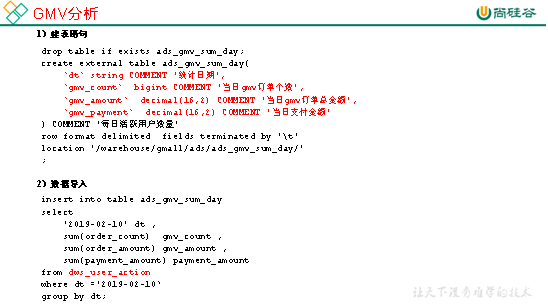 GMV分析
尚硅谷
1) 建表语句
drop table if exists ads_gmv_sum_day;
create external table ads_gmv_sum_day(
`dt` string COMMENT '统计日期',
`gmv_count`  bigint COMMENT '当日gmv订单个数',
`gmv_amount`  decimal(16,2) COMMENT '当日gmv订单总金额',
`gmv_payment`  decimal(16,2) COMMENT '当日支付金额'
) COMMENT '每日活跃用户数量'
row format delimited  fields terminated by '\t'
location '/warehouse/gmall/ads/ads_gmv_sum_day/'
;
2) 数据导入
insert into table ads_gmv_sum_day
select
'2019-02-10' dt ,
sum(order_count)  gmv_count ,
sum(order_amount) gmv_amount ,
sum(payment_amount) payment_amount
from dws_user_action
where dt ='2019-02-10'
group by dt;
让天下没有难学的技术